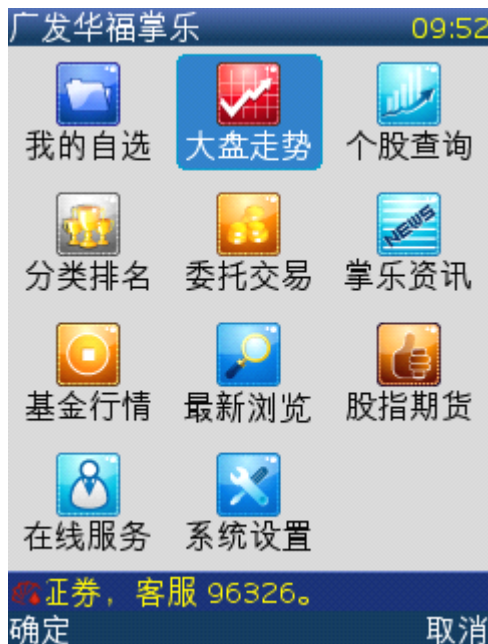 广发华福掌乐 09:52
我的自选 大盘走势 个股查询
NEWS
分类排名 委托交易 掌乐资讯
基金行情 最新浏览 股指期货
在线服务 系统设置
证券，客服 96326。
确定 取消